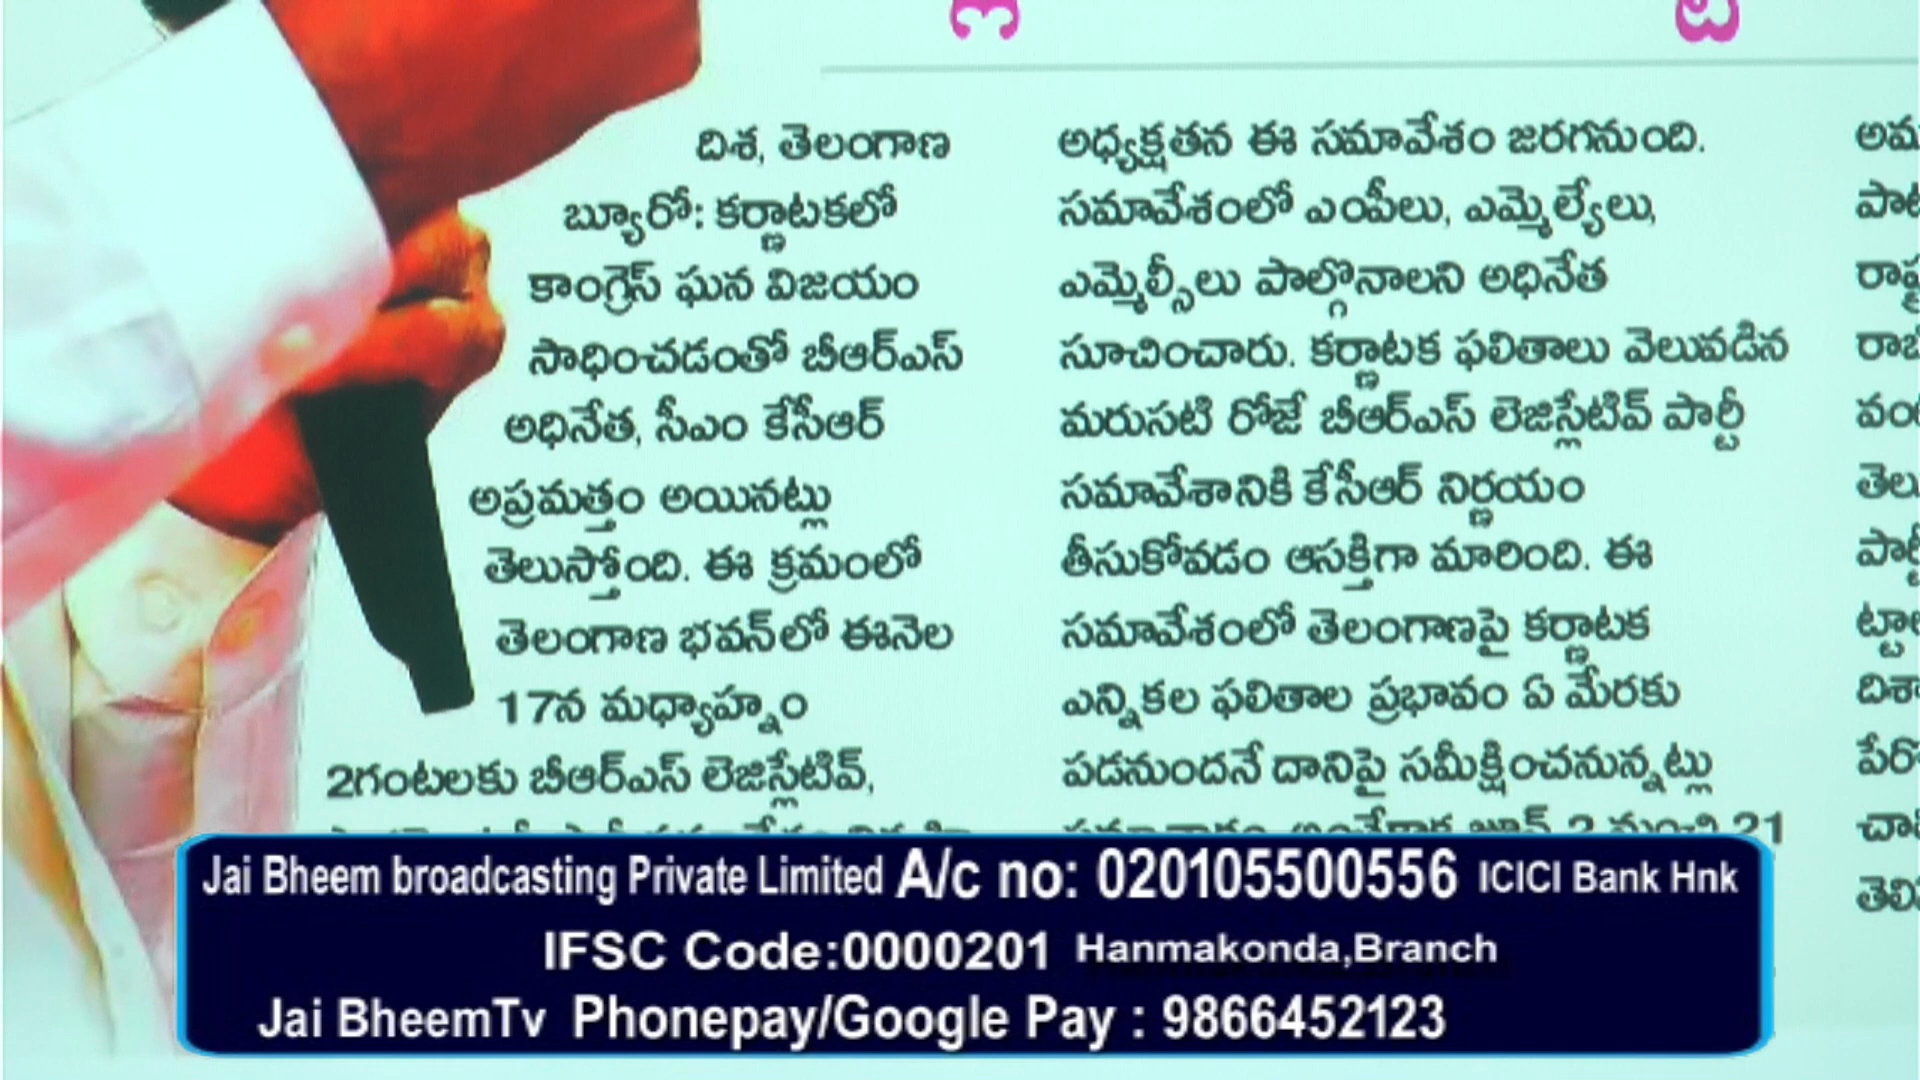 దిశ, తెలంగాణ
బ్యూరో: కర్ణాటకలో
కాంగ్రెస్ ఘన విజయం
సాధించడంతో బీఆర్ఎస్
అధినేత, సీఎం కేసీఆర్
అప్రమత్తం అయినట్లు
తెలుస్తోంది. ఈ క్రమంలో
తెలంగాణ భవన్‌లో ఈనెల
17న మధ్యాహ్నం
2గంటలకు బీఆర్ఎస్ లెజిస్లేటివ్,
అధ్యక్షతన ఈ సమావేశం జరగనుంది.
సమావేశంలో ఎంపీలు, ఎమ్మెల్యేలు,
ఎమ్మెల్సీలు పాల్గొనాలని అధినేత
సూచించారు. కర్ణాటక ఫలితాలు వెలువడిన
మరుసటి రోజే బీఆర్ఎస్ లెజిస్లేటివ్ పార్టీ
సమావేశానికి కేసీఆర్ నిర్ణయం
తీసుకోవడం ఆసక్తిగా మారింది. ఈ
సమావేశంలో తెలంగాణపై కర్ణాటక
ఎన్నికల ఫలితాల ప్రభావం ఏ మేరకు
పడనుందనే దానిపై సమీక్షించనున్నట్లు
Jai Bheem broadcasting Private Limited A/c no: 020105500556 ICICI Bank Hnk
IFSC Code:0000201 Hanmakonda,Branch
Jai BheemTv Phonepay/Google Pay : 9866452123